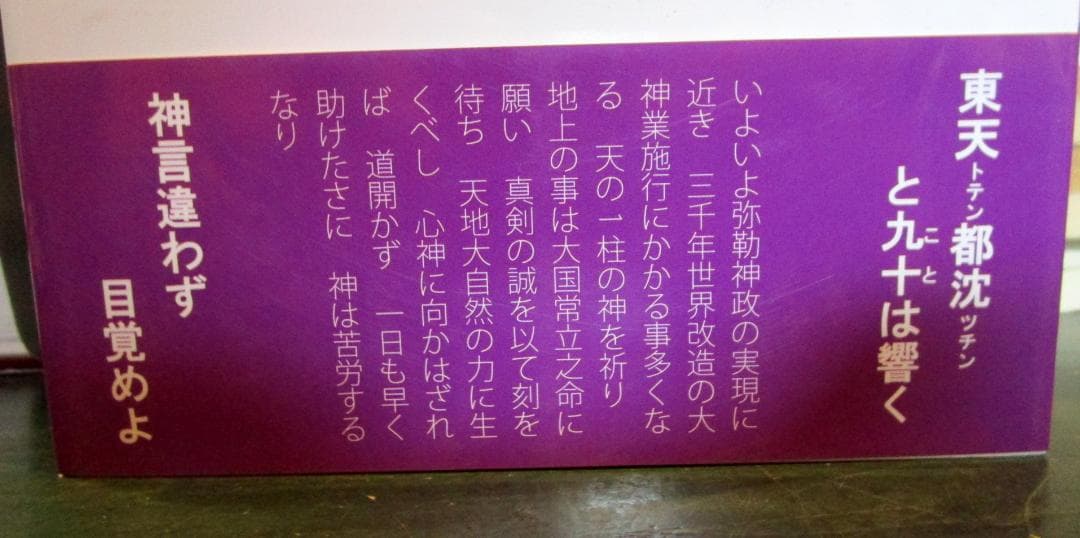 東天トテン都沈ッチン
と九十ことは響く
いよいよ弥勒神政の実現に
近き　三千年世界改造の大
神業施行にかかる事多くな
る　天の一柱の神を祈り
地上の事は大国常立之命に
願い　真剣の誠を以て刻を
待ち　天地大自然の力に生
くべし　心神に向かはざれ
ば　道開かず　一日も早く
助けたさに　神は苦労する
なり
神言違わず
目覚めよ